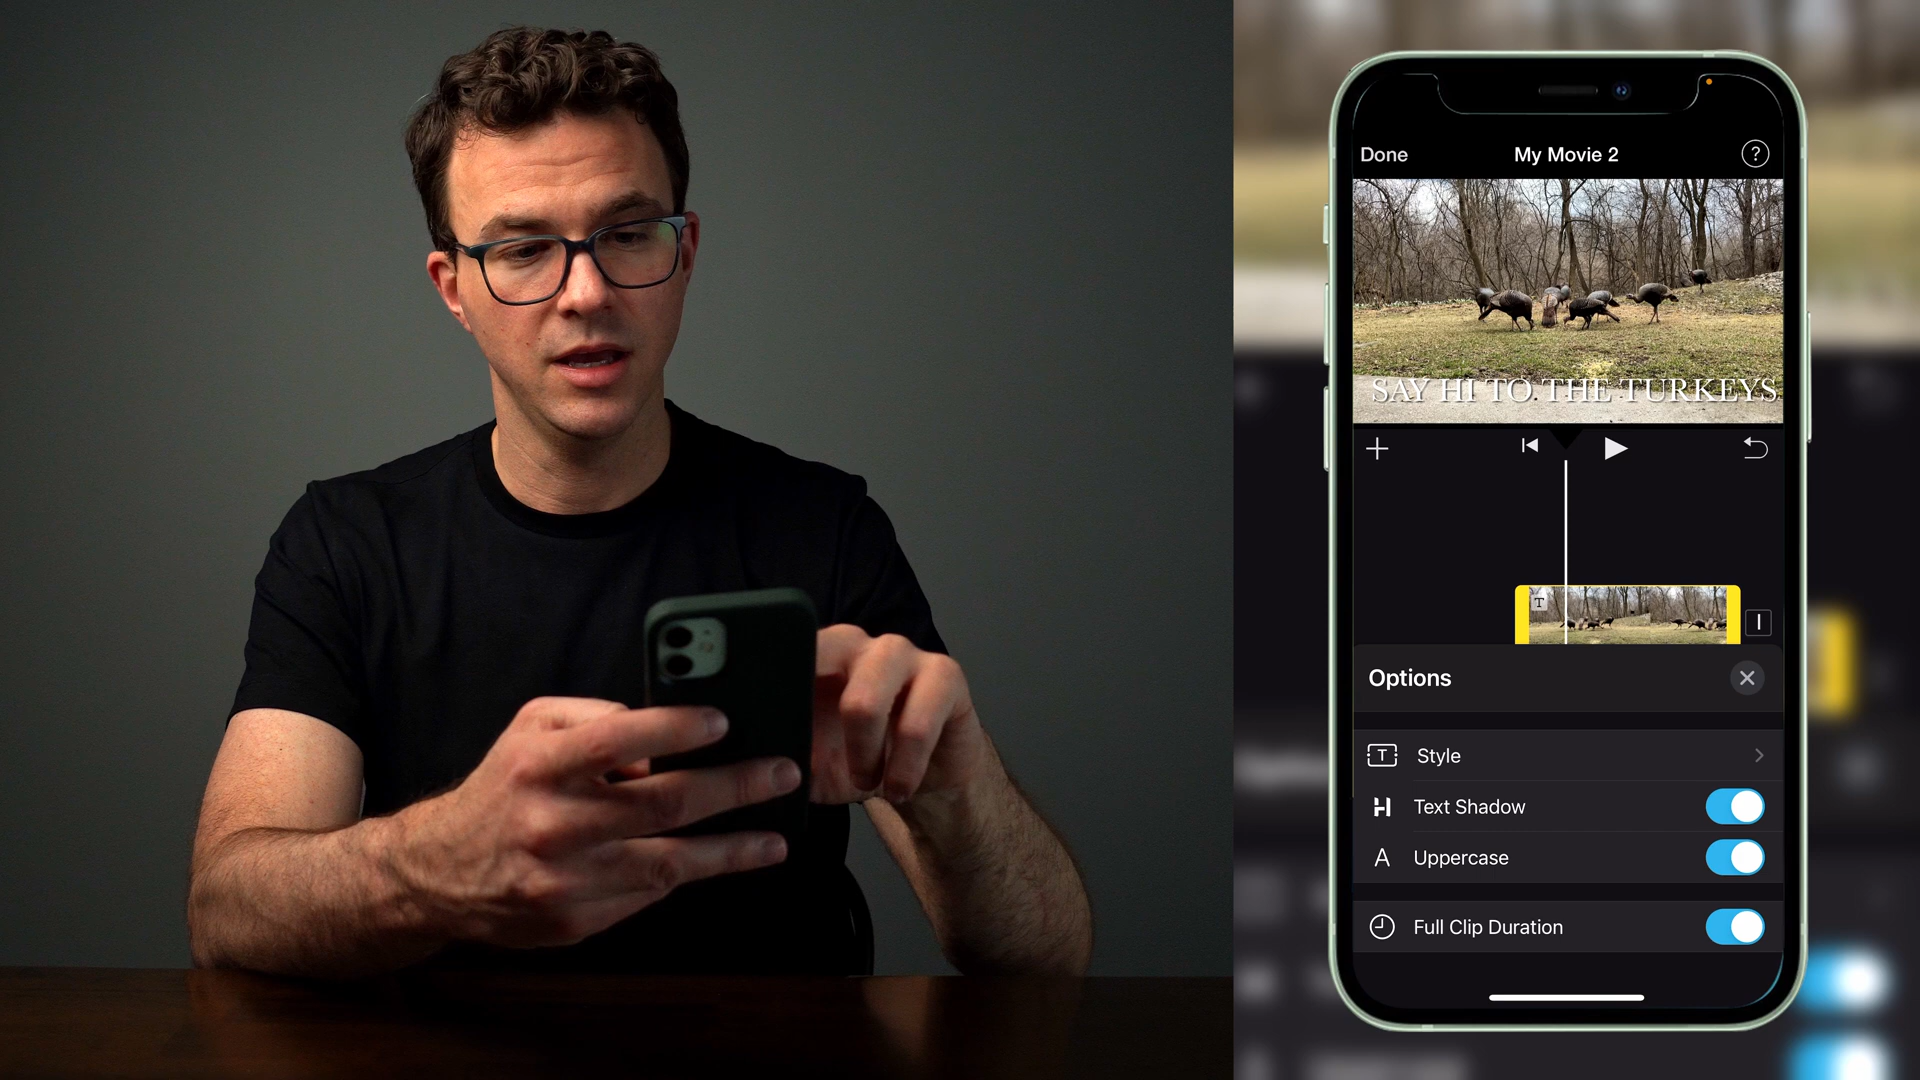 Done
My Movie 2
?
SAY HI TO THE TURKEYS
T
Options
T
Style
Text Shadow
A
Uppercase
Full Clip Duration